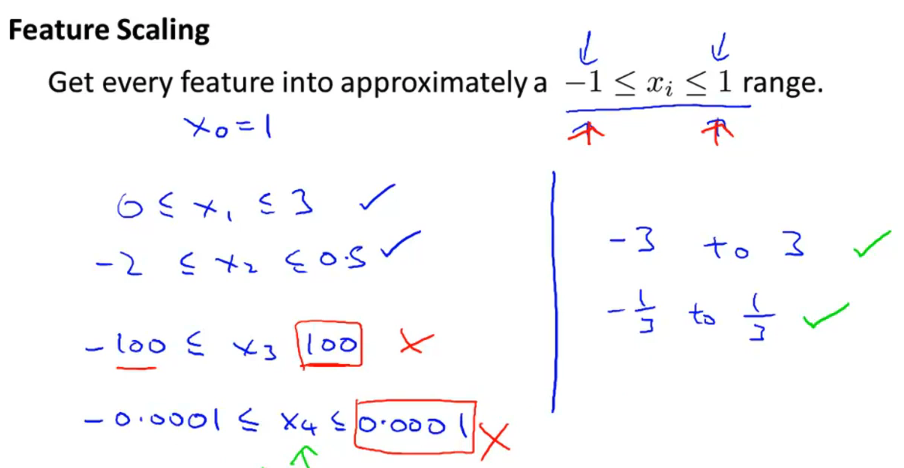 Feature Scaling
Get every feature into approximately a −1 ≤ xᵢ ≤ 1 range.
x₀ = 1
0 ≤ x₁ ≤ 3 ✓
−2 ≤ x₂ ≤ 0.5 ✓
−100 ≤ x₃ 100 ✗
−0.0001 ≤ x₄ ≤ 0.0001 ✗
−3 to 3 ✓
−1/3 to 1/3 ✓